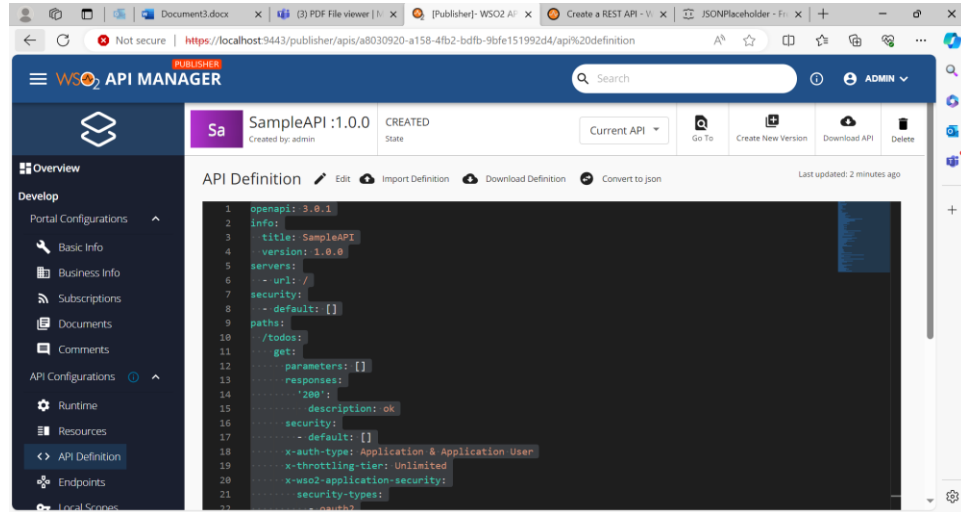 Document3.docx
(3) PDF File viewer | M
[Publisher]- WSO2 AP
Create a REST API - W
JSONPlaceholder - Fre
Not secure
https://localhost:9443/publisher/apis/a8030920-a158-4fb2-bdfb-9bfe151992d4/api%20definition
PUBLISHER
WSO2 API MANAGER
Search
ADMIN
Sa
SampleAPI :1.0.0
Created by: admin
CREATED
State
Current API
Go To
Create New Version
Download API
Delete
Overview
Develop
Portal Configurations
Basic Info
Business Info
Subscriptions
Documents
Comments
API Configurations
Runtime
Resources
API Definition
Endpoints
Local Scopes
API Definition
Edit
Import Definition
Download Definition
Convert to json
Last updated: 2 minutes ago
1 openapi: 3.0.1
2 info:
3 title: SampleAPI
4 version: 1.0.0
5 servers:
6 - url: /
7 security:
8 - default: []
9 paths:
10 /todos:
11 get:
12 parameters: []
13 responses:
14 '200':
15 description: ok
16 security:
17 - default: []
18 x-auth-type: Application & Application User
19 x-throttling-tier: Unlimited
20 x-wso2-application-security:
21 security-types:
22 - oauth2